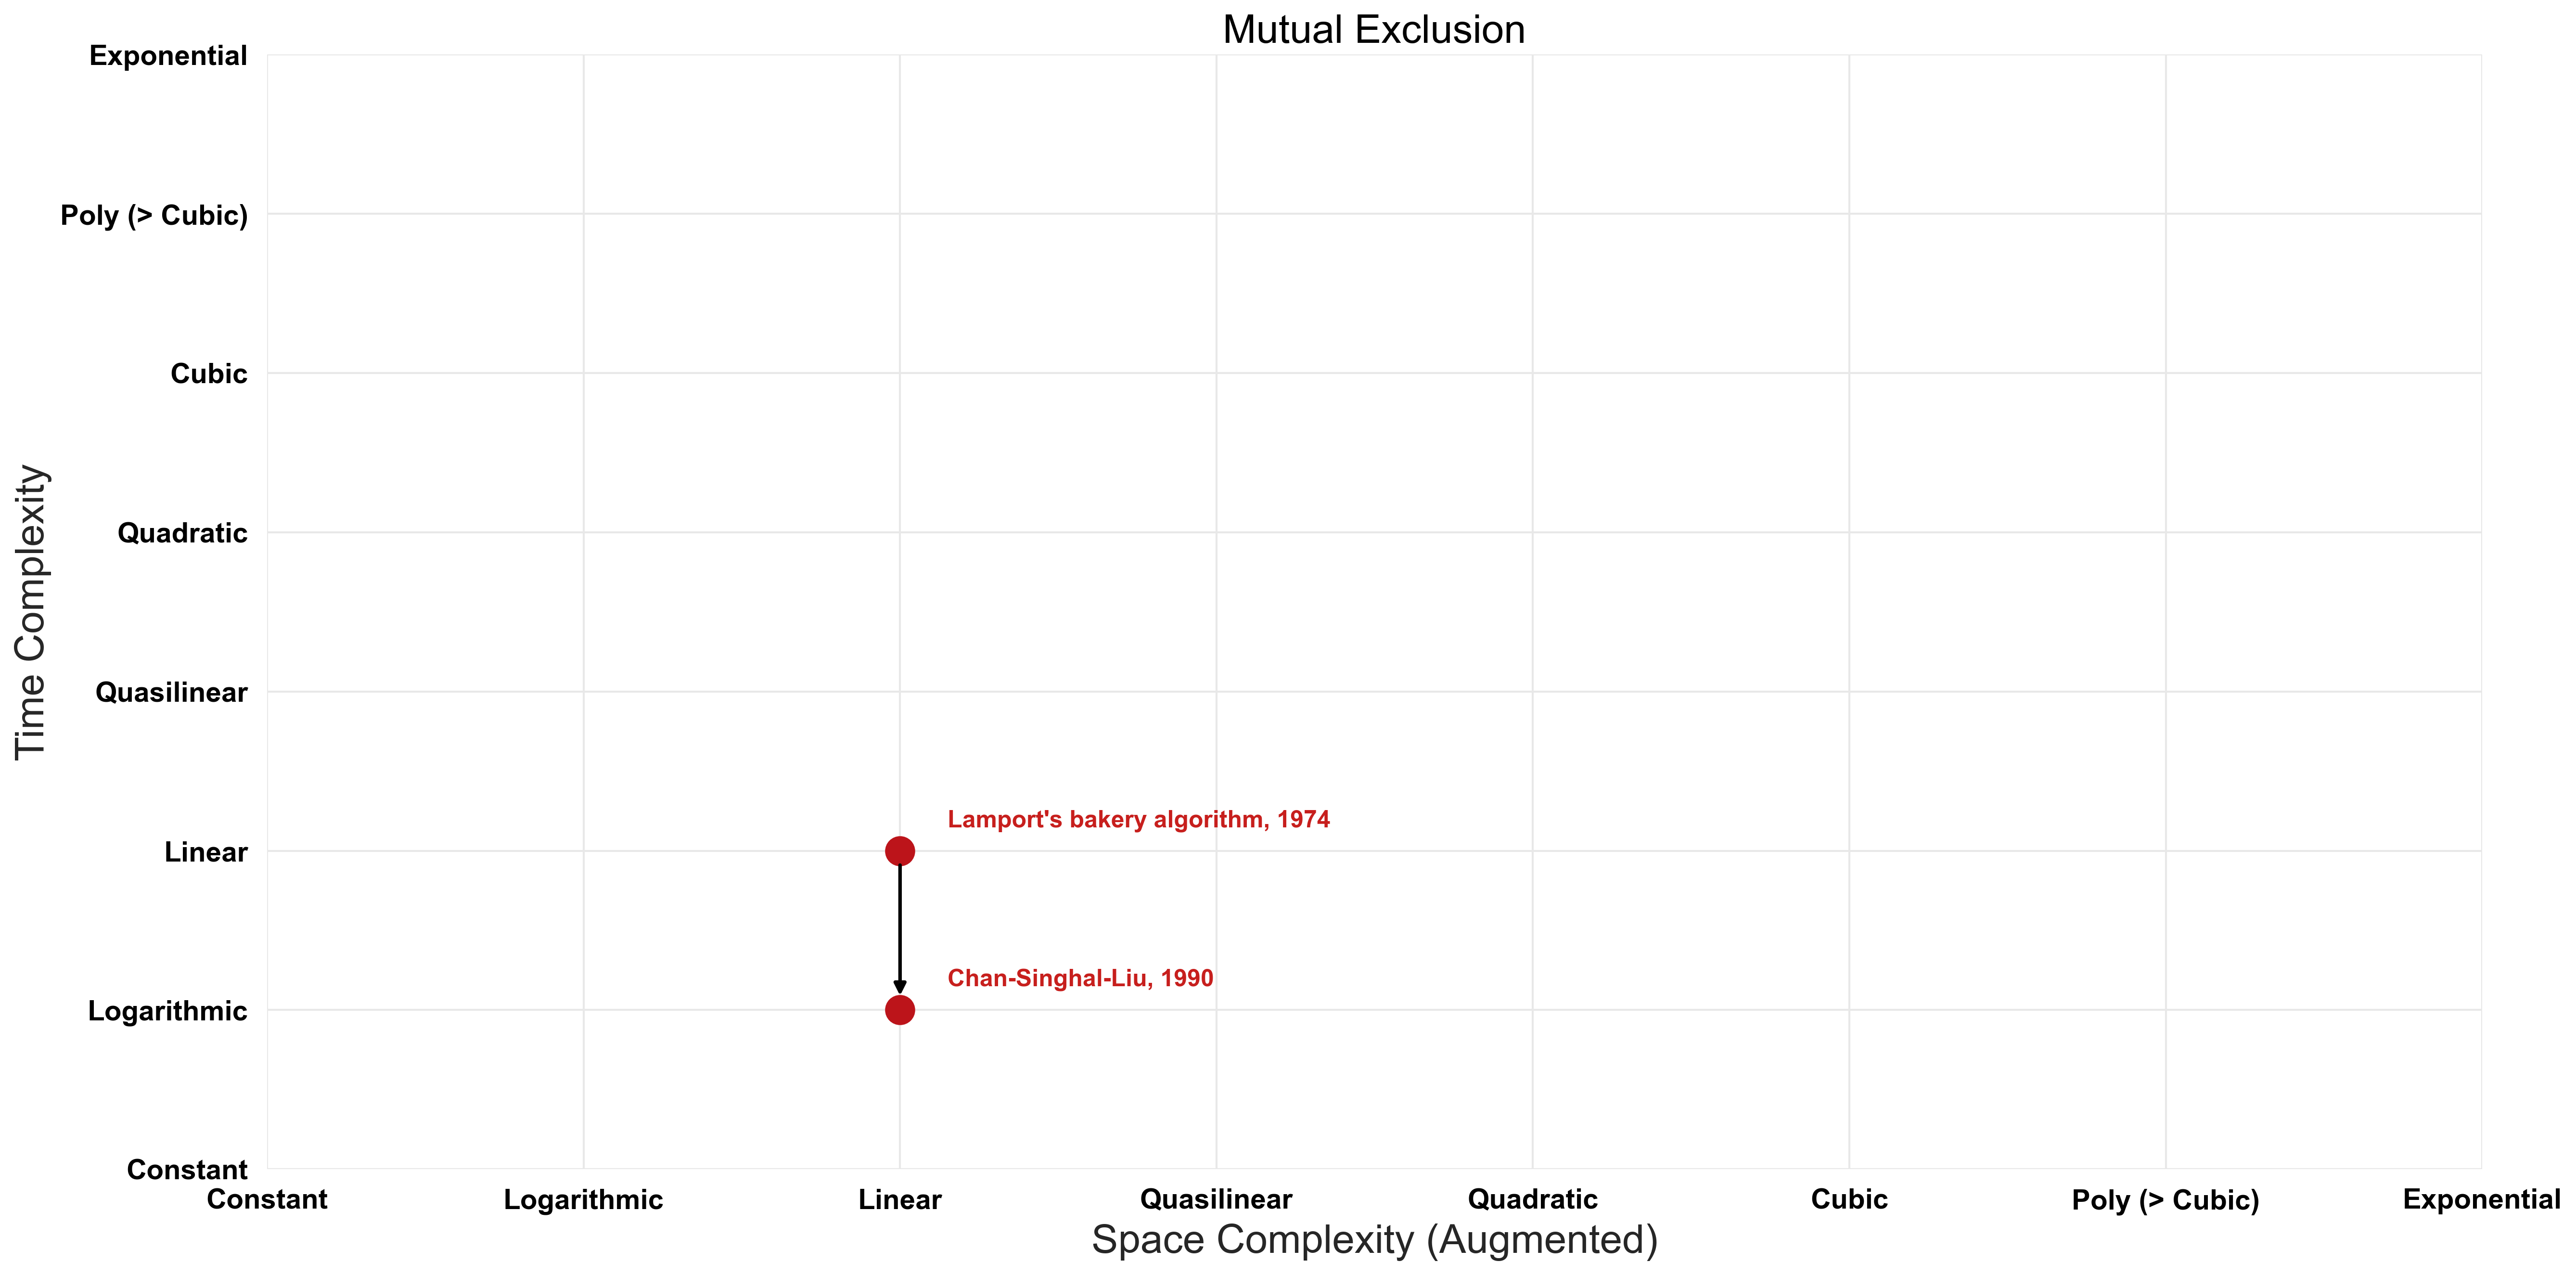 Mutual Exclusion
Exponential
Poly (> Cubic)
Cubic
Quadratic
Quasilinear
Linear
Logarithmic
Constant
Time Complexity
Lamport's bakery algorithm, 1974
Chan-Singhal-Liu, 1990
Constant Logarithmic Linear Quasilinear Quadratic Cubic Poly (> Cubic) Exponential
Space Complexity (Augmented)